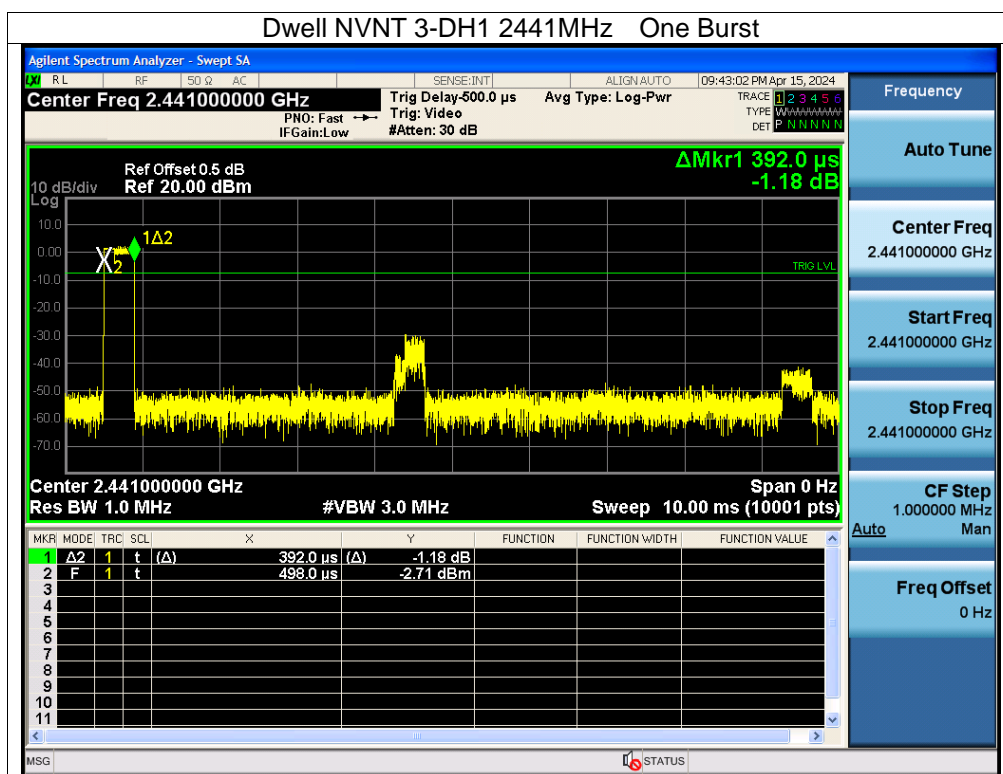 Dwell NVNT 3-DH1 2441MHz One Burst
Agilent Spectrum Analyzer - Swept SA
LXI RL RF 50 Ω AC SENSE:INT ALIGN AUTO 09:43:02 PM Apr 15, 2024
Center Freq 2.441000000 GHz
PNO: Fast
IFGain:Low
Trig Delay-500.0 µs
Trig: Video
#Atten: 30 dB
Avg Type: Log-Pwr
TRACE 1 2 3 4 5 6
TYPE WWWWWWW
DET P N N N N N
ΔMkr1 392.0 µs
-1.18 dB
Ref Offset 0.5 dB
10 dB/div Ref 20.00 dBm
Log
10.0
0.00
-10.0
-20.0
-30.0
-40.0
-50.0
-60.0
-70.0
1Δ2
X2
TRIG LVL
Center 2.441000000 GHz Span 0 Hz
Res BW 1.0 MHz #VBW 3.0 MHz Sweep 10.00 ms (10001 pts)
MKR MODE TRC SCL X Y FUNCTION FUNCTION WIDTH FUNCTION VALUE
1 Δ2 1 t (Δ) 392.0 µs (Δ) -1.18 dB
2 F 1 t 498.0 µs -2.71 dBm
3
4
5
6
7
8
9
10
11
MSG STATUS
Frequency
Auto Tune
Center Freq
2.441000000 GHz
Start Freq
2.441000000 GHz
Stop Freq
2.441000000 GHz
CF Step
1.000000 MHz
Auto Man
Freq Offset
0 Hz